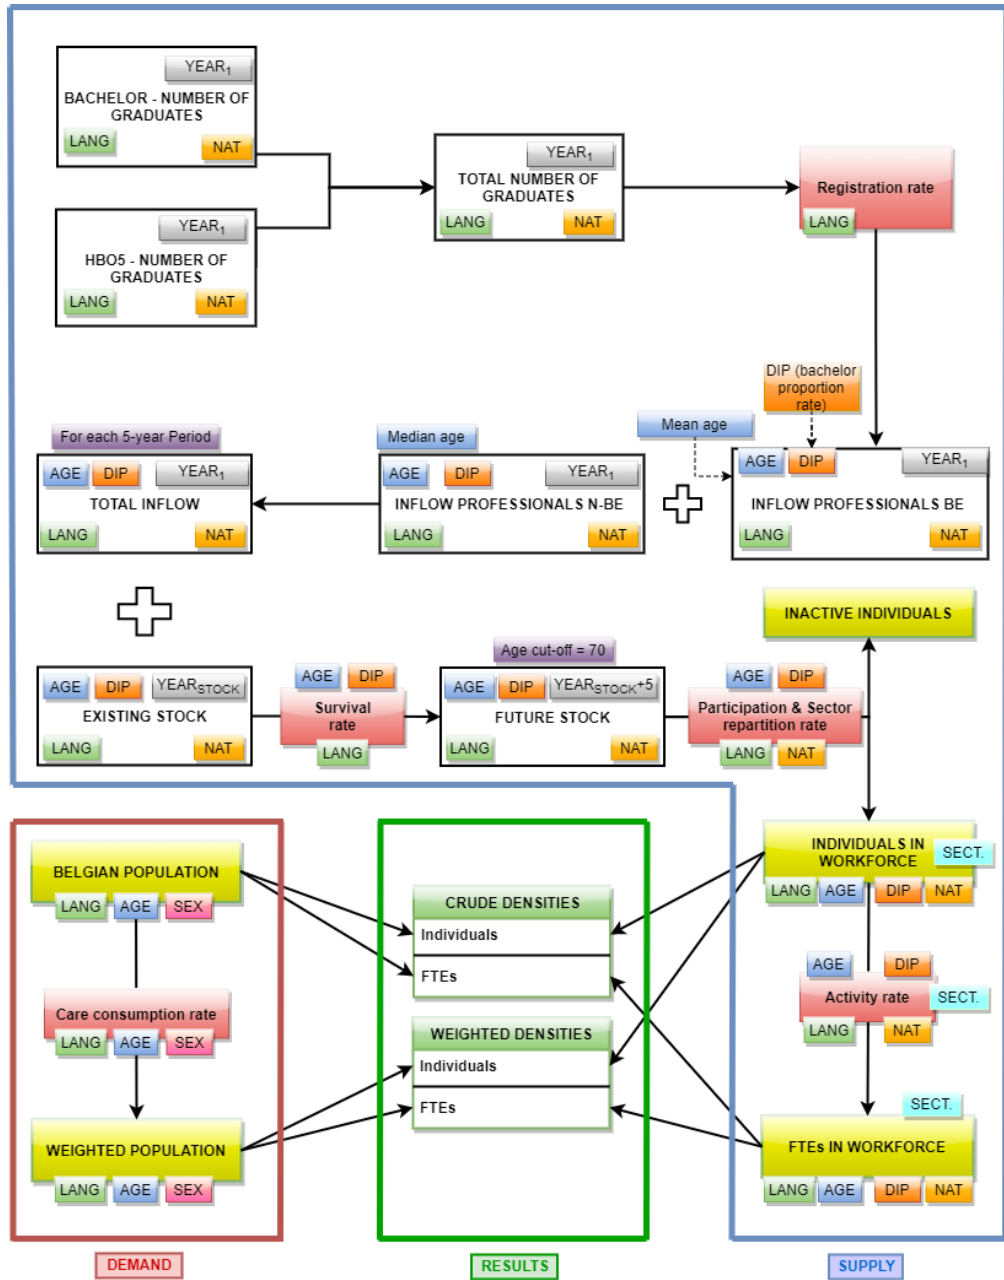 YEAR1
BACHELOR - NUMBER OF
GRADUATES
LANG
NAT
YEAR1
HBO5 - NUMBER OF
GRADUATES
LANG
NAT
YEAR1
TOTAL NUMBER OF
GRADUATES
LANG
NAT
Registration rate
LANG
DIP (bachelor
proportion
rate)
Mean age
For each 5-year Period
AGE
DIP
YEAR1
TOTAL INFLOW
LANG
NAT
Median age
AGE
DIP
YEAR1
INFLOW PROFESSIONALS N-BE
LANG
NAT
AGE
DIP
YEAR1
INFLOW PROFESSIONALS BE
LANG
NAT
INACTIVE INDIVIDUALS
AGE
DIP
YEARSTOCK
EXISTING STOCK
LANG
NAT
AGE
DIP
Survival
rate
LANG
Age cut-off = 70
AGE
DIP
YEARSTOCK+5
FUTURE STOCK
LANG
NAT
AGE
DIP
Participation & Sector
repartition rate
LANG
NAT
BELGIAN POPULATION
LANG
AGE
SEX
Care consumption rate
LANG
AGE
SEX
WEIGHTED POPULATION
LANG
AGE
SEX
CRUDE DENSITIES
Individuals
FTEs
WEIGHTED DENSITIES
Individuals
FTEs
INDIVIDUALS IN
WORKFORCE
SECT.
LANG
AGE
DIP
NAT
AGE
DIP
Activity rate
SECT.
LANG
NAT
SECT.
FTEs IN WORKFORCE
LANG
AGE
DIP
NAT
DEMAND
RESULTS
SUPPLY